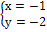 x = −1
y = −2